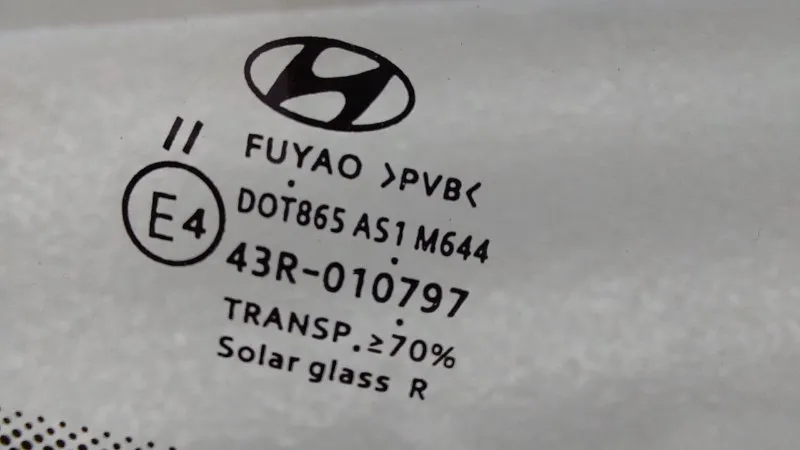 II
FUYAO >PVB<
E4
DOT865 AS1 M644
43R-010797
TRANSP. ≥70%
Solar glass R